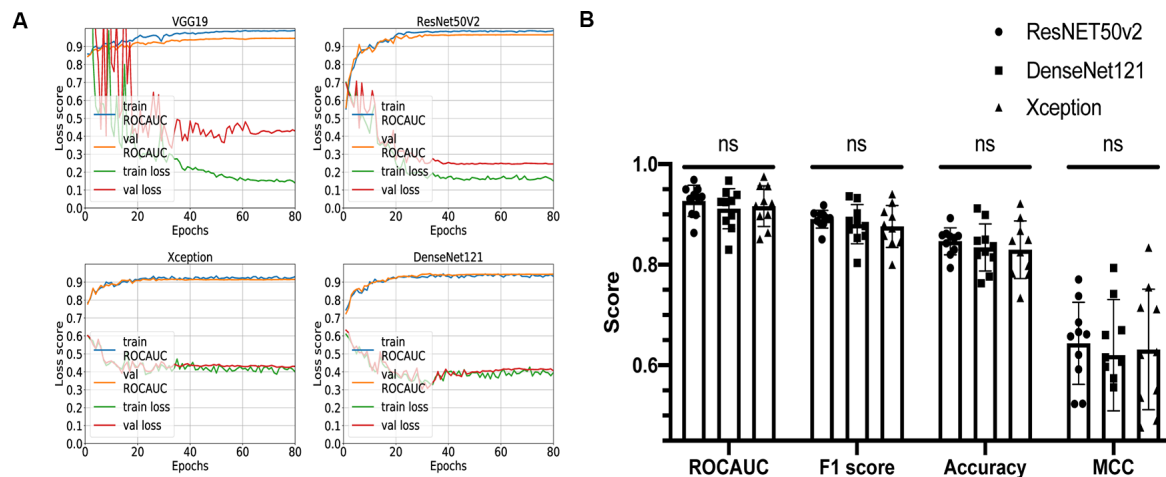 A
VGG19
0.9
0.8
0.7
0.6
0.5
0.4
0.3
0.2
0.1
0.0
Loss score
train
ROCAUC
val
ROCAUC
train loss
val loss
0 20 40 60 80
Epochs
ResNet50V2
0.9
0.8
0.7
0.6
0.5
0.4
0.3
0.2
0.1
0.0
Loss score
train
ROCAUC
val
ROCAUC
train loss
val loss
0 20 40 60 80
Epochs
Xception
0.9
0.8
0.7
0.6
0.5
0.4
0.3
0.2
0.1
0.0
Loss score
train
ROCAUC
val
ROCAUC
train loss
val loss
0 20 40 60 80
Epochs
DenseNet121
0.9
0.8
0.7
0.6
0.5
0.4
0.3
0.2
0.1
0.0
Loss score
train
ROCAUC
val
ROCAUC
train loss
val loss
0 20 40 60 80
Epochs
B
ResNET50v2
DenseNet121
Xception
ns ns ns ns
1.0
0.8
0.6
Score
ROCAUC F1 score Accuracy MCC